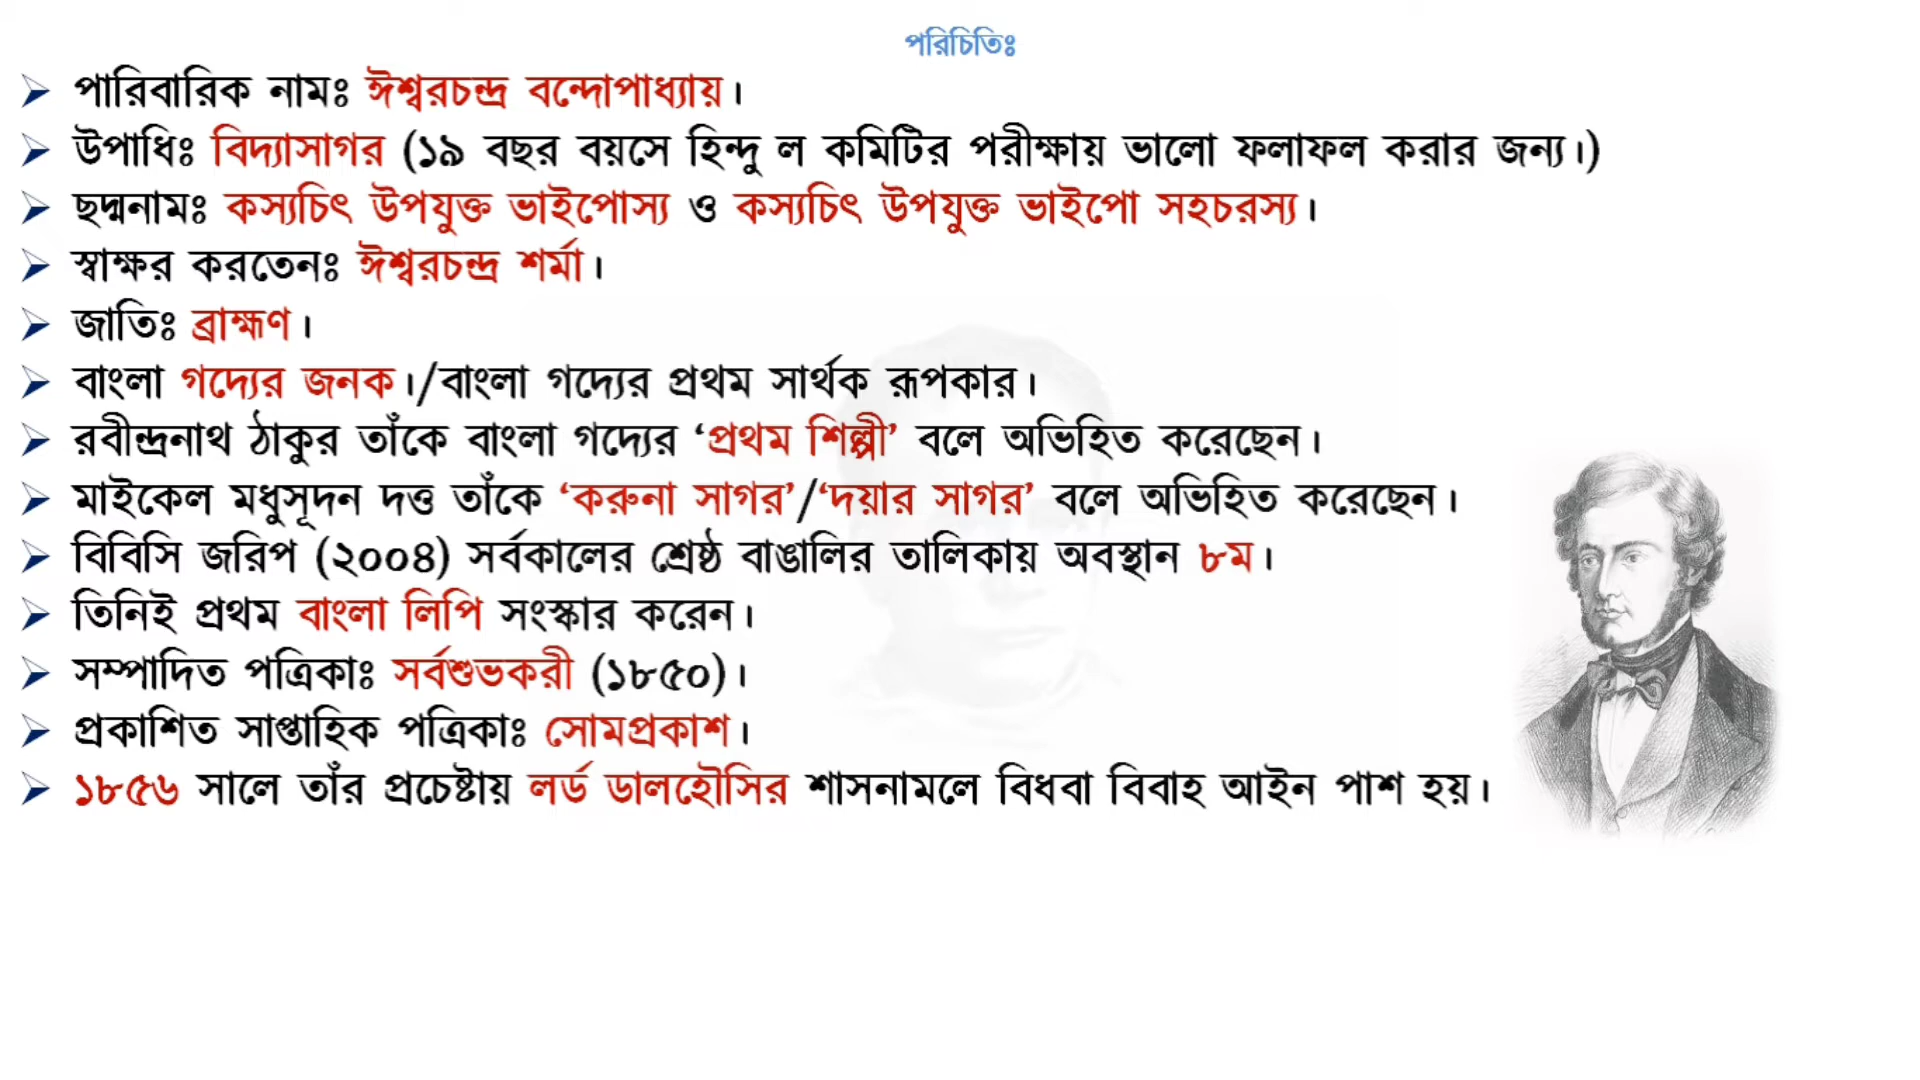 পরিচিতিঃ
পারিবারিক নামঃ ঈশ্বরচন্দ্র বন্দোপাধ্যায়।
উপাধিঃ বিদ্যাসাগর (১৯ বছর বয়সে হিন্দু ল কমিটির পরীক্ষায় ভালো ফলাফল করার জন্য।)
ছদ্মনামঃ কস্যচিৎ উপযুক্ত ভাইপোস্য ও কস্যচিৎ উপযুক্ত ভাইপো সহচরস্য।
স্বাক্ষর করতেনঃ ঈশ্বরচন্দ্র শর্মা।
জাতিঃ ব্রাহ্মণ।
বাংলা গদ্যের জনক।/বাংলা গদ্যের প্রথম সার্থক রূপকার।
রবীন্দ্রনাথ ঠাকুর তাঁকে বাংলা গদ্যের ‘প্রথম শিল্পী’ বলে অভিহিত করেছেন।
মাইকেল মধুসূদন দত্ত তাঁকে ‘করুনা সাগর’/‘দয়ার সাগর’ বলে অভিহিত করেছেন।
বিবিসি জরিপ (২০০৪) সর্বকালের শ্রেষ্ঠ বাঙালির তালিকায় অবস্থান ৮ম।
তিনিই প্রথম বাংলা লিপি সংস্কার করেন।
সম্পাদিত পত্রিকাঃ সর্বশুভকরী (১৮৫০)।
প্রকাশিত সাপ্তাহিক পত্রিকাঃ সোমপ্রকাশ।
১৮৫৬ সালে তাঁর প্রচেষ্টায় লর্ড ডালহৌসির শাসনামলে বিধবা বিবাহ আইন পাশ হয়।